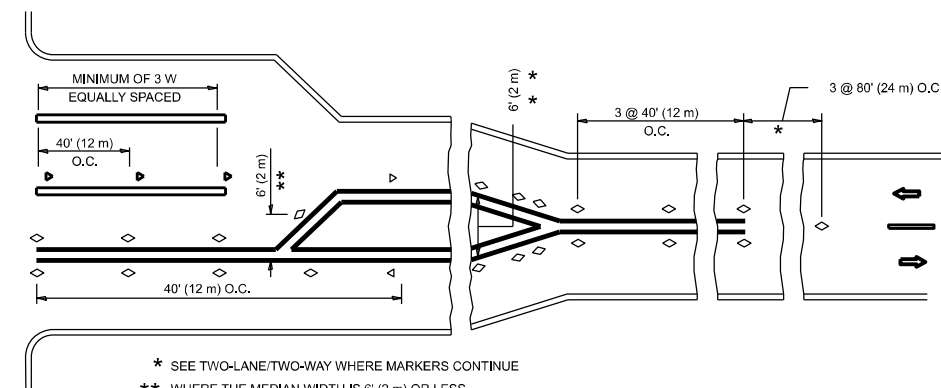 MINIMUM OF 3 W
EQUALLY SPACED
40' (12 m)
O.C.
6' (2 m)
**
40' (12 m) O.C.
6' (2 m) * *
3 @ 40' (12 m)
O.C.
*
3 @ 80' (24 m) O.C
* SEE TWO-LANE/TWO-WAY WHERE MARKERS CONTINUE
** WHERE THE MEDIAN WIDTH IS 6' (2 m) OR LESS